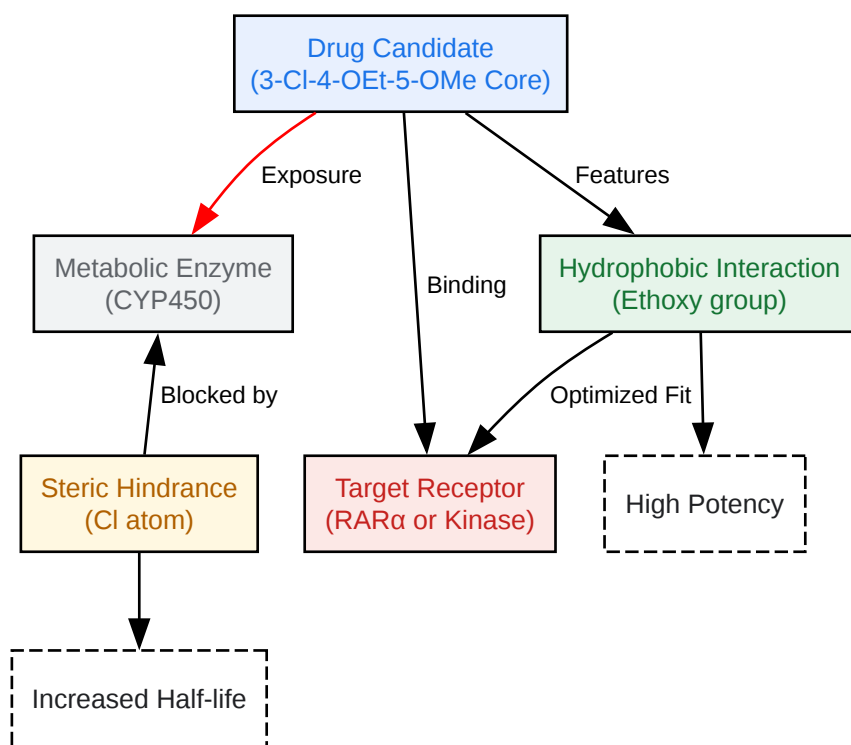 Drug Candidate
(3-Cl-4-OEt-5-OMe Core)
Exposure
Features
Metabolic Enzyme
(CYP450)
Binding
Hydrophobic Interaction
(Ethoxy group)
Blocked by
Optimized Fit
Steric Hindrance
(Cl atom)
Target Receptor
(RARα or Kinase)
High Potency
Increased Half-life